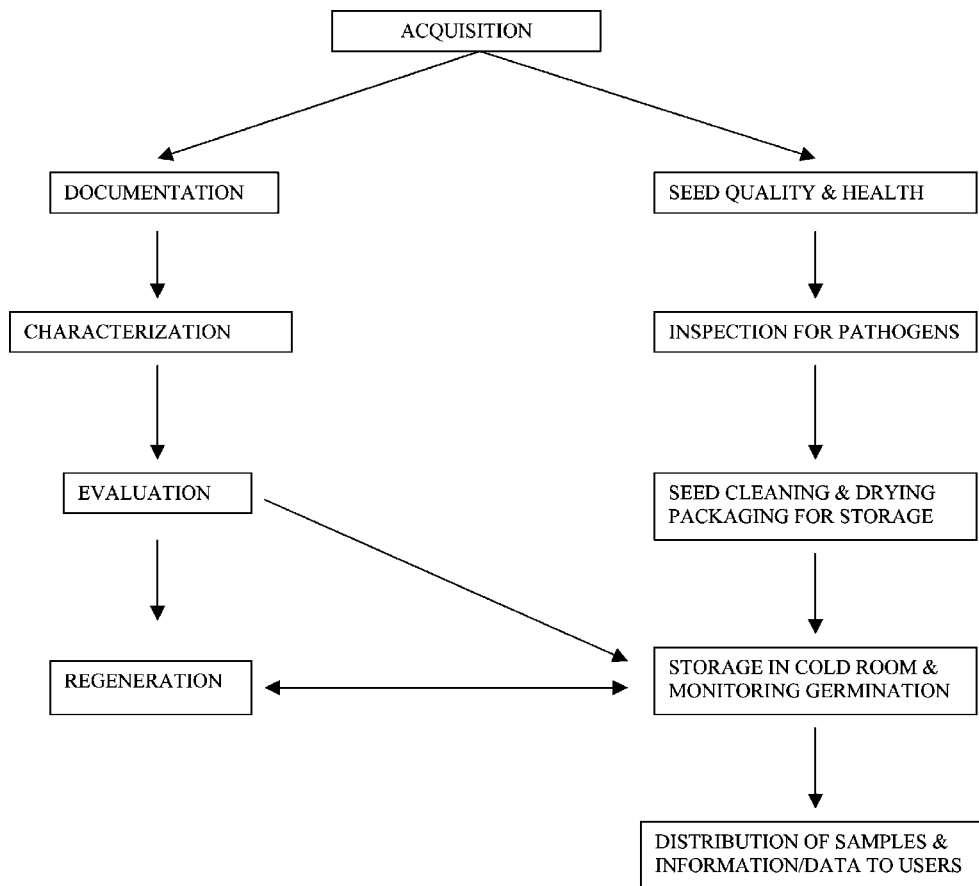 ACQUISITION
DOCUMENTATION
SEED QUALITY & HEALTH
CHARACTERIZATION
INSPECTION FOR PATHOGENS
EVALUATION
SEED CLEANING & DRYING
PACKAGING FOR STORAGE
REGENERATION
STORAGE IN COLD ROOM &
MONITORING GERMINATION
DISTRIBUTION OF SAMPLES &
INFORMATION/DATA TO USERS